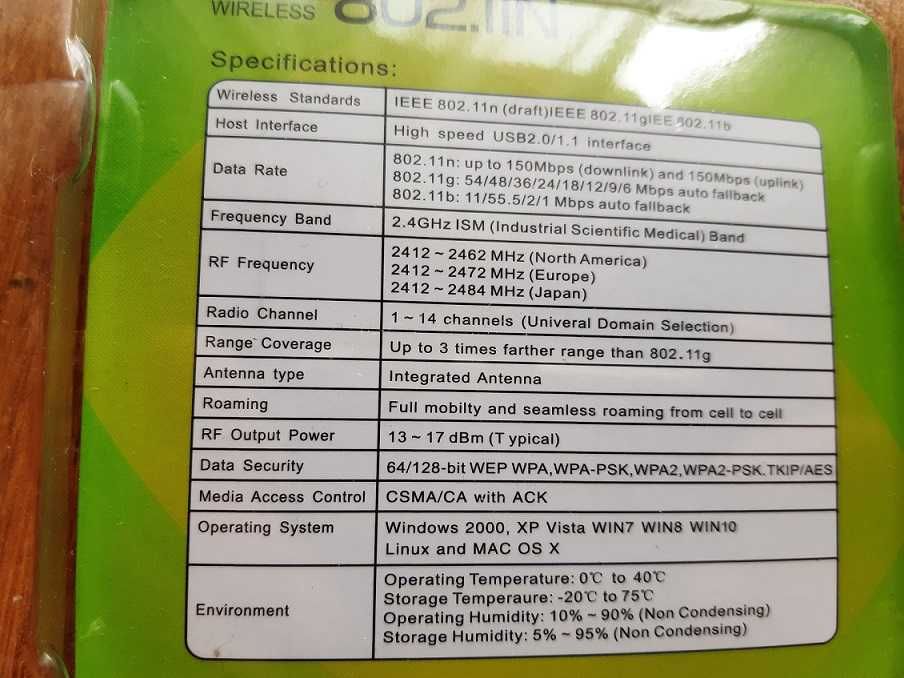 WIRELESS 802.11N
Specifications:
Wireless Standards IEEE 802.11n (draft)IEEE 802.11gIEE 802.11b
Host Interface High speed USB2.0/1.1 interface
Data Rate
802.11n: up to 150Mbps (downlink) and 150Mbps (uplink)
802.11g: 54/48/36/24/18/12/9/6 Mbps auto fallback
802.11b: 11/55.5/2/1 Mbps auto fallback
Frequency Band 2.4GHz ISM (Industrial Scientific Medical) Band
RF Frequency
2412 ~ 2462 MHz (North America)
2412 ~ 2472 MHz (Europe)
2412 ~ 2484 MHz (Japan)
Radio Channel 1 ~ 14 channels (Univeral Domain Selection)
Range Coverage Up to 3 times farther range than 802.11g
Antenna type Integrated Antenna
Roaming Full mobilty and seamless roaming from cell to cell
RF Output Power 13 ~ 17 dBm (T ypical)
Data Security 64/128-bit WEP WPA,WPA-PSK,WPA2,WPA2-PSK.TKIP/AES
Media Access Control CSMA/CA with ACK
Operating System Windows 2000, XP Vista WIN7 WIN8 WIN10
Linux and MAC OS X
Environment
Operating Temperature: 0℃ to 40℃
Storage Temperaure: -20℃ to 75℃
Operating Humidity: 10% ~ 90% (Non Condensing)
Storage Humidity: 5% ~ 95% (Non Condensing)